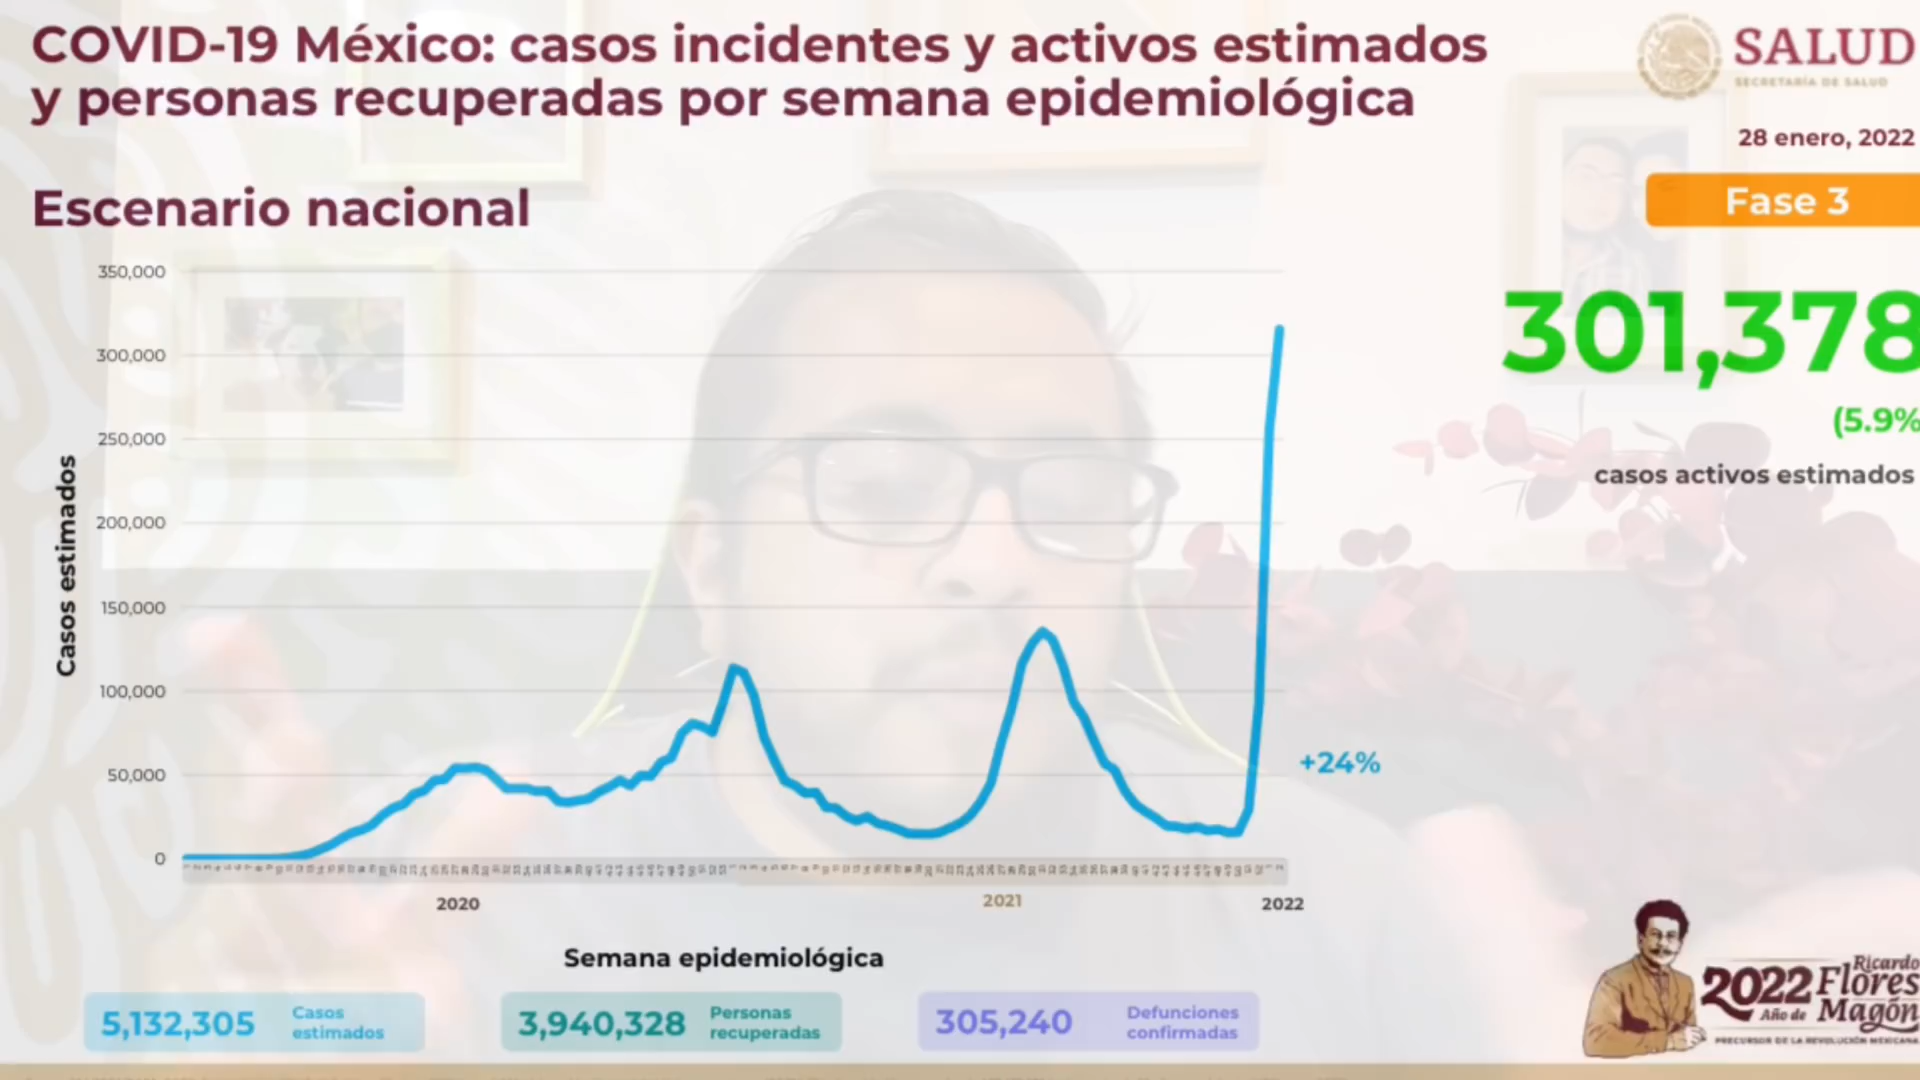 COVID-19 México: casos incidentes y activos estimados
y personas recuperadas por semana epidemiológica
SALUD
SECRETARÍA DE SALUD
28 enero, 2022
Fase 3
Escenario nacional
350,000
300,000
250,000
200,000
150,000
100,000
50,000
0
Casos estimados
301,378
(5.9%
casos activos estimados
+24%
2020
2021
2022
Semana epidemiológica
5,132,305
Casos
estimados
3,940,328
Personas
recuperadas
305,240
Defunciones
confirmadas
2022 Ricardo
Flores
Año de Magón
PRECURSOR DE LA REVOLUCIÓN MEXICANA